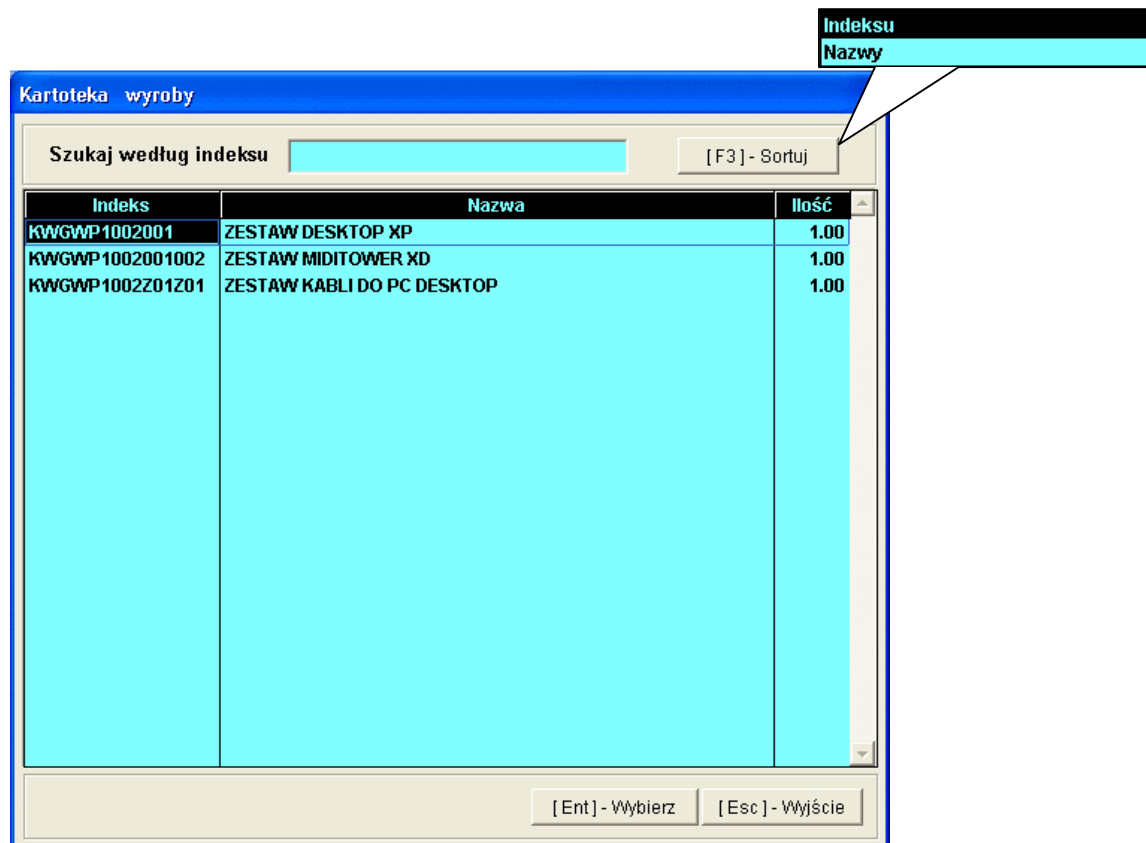 Indeksu
Nazwy
Kartoteka wyroby
Szukaj według indeksu [F3] - Sortuj
Indeks Nazwa Ilość
KWGWP1002001 ZESTAW DESKTOP XP 1.00
KWGWP1002001002 ZESTAW MIDITOWER XD 1.00
KWGWP1002Z01Z01 ZESTAW KABLI DO PC DESKTOP 1.00
[Ent] - Wybierz [Esc] - Wyjście